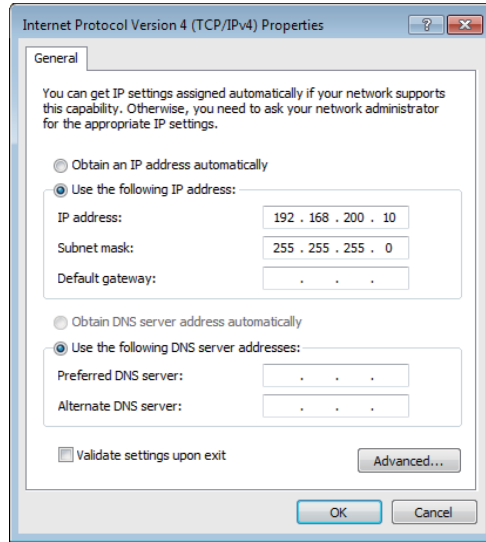 Internet Protocol Version 4 (TCP/IPv4) Properties
General
You can get IP settings assigned automatically if your network supports
this capability. Otherwise, you need to ask your network administrator
for the appropriate IP settings.
Obtain an IP address automatically
Use the following IP address:
IP address: 192 . 168 . 200 . 10
Subnet mask: 255 . 255 . 255 . 0
Default gateway: . . .
Obtain DNS server address automatically
Use the following DNS server addresses:
Preferred DNS server: . . .
Alternate DNS server: . . .
Validate settings upon exit
Advanced...
OK Cancel